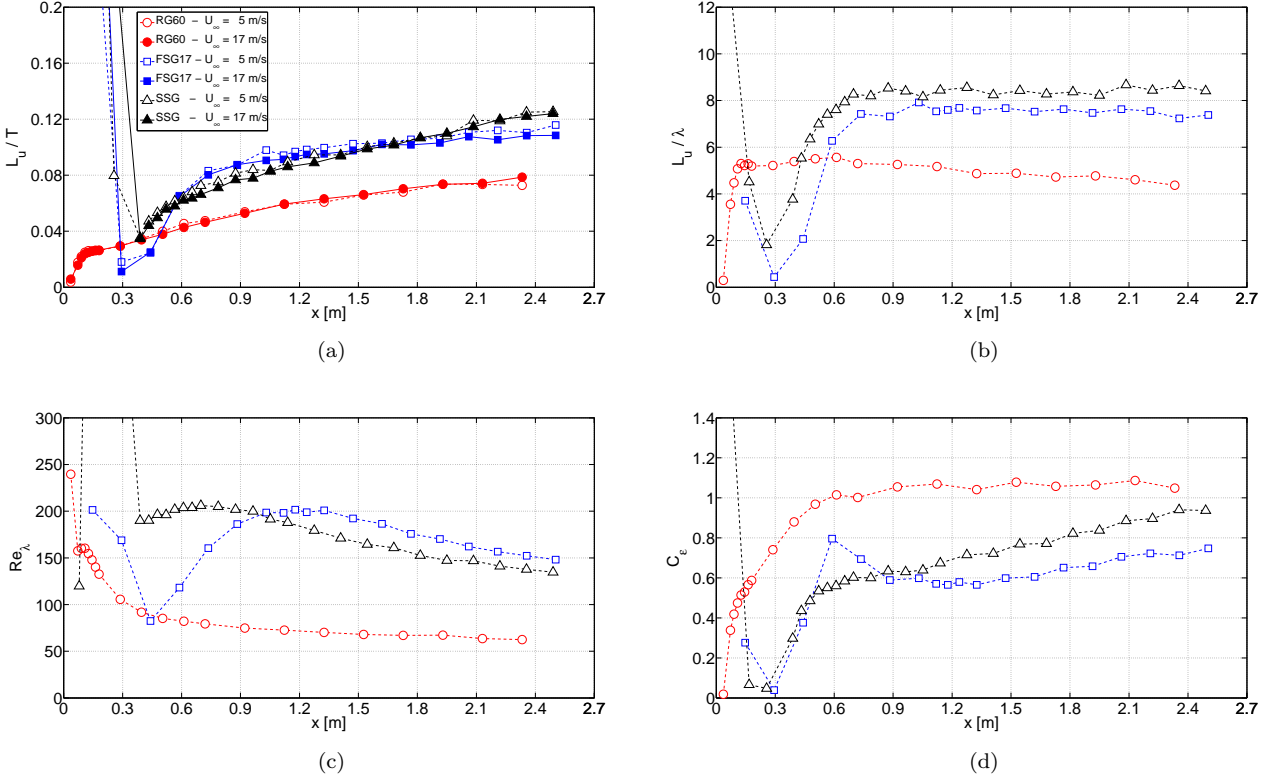 RG60 – U∞ = 5 m/s
RG60 – U∞ = 17 m/s
FSG17 – U∞ = 5 m/s
FSG17 – U∞ = 17 m/s
SSG – U∞ = 5 m/s
SSG – U∞ = 17 m/s
0.2
0.16
0.12
0.08
0.04
0
L_u / T
0 0.3 0.6 0.9 1.2 1.5 1.8 2.1 2.4 2.7
x [m]
(a)
12
10
8
6
4
2
0
L_u / λ
0 0.3 0.6 0.9 1.2 1.5 1.8 2.1 2.4 2.7
x [m]
(b)
300
250
200
150
100
50
0
Re_λ
0 0.3 0.6 0.9 1.2 1.5 1.8 2.1 2.4 2.7
x [m]
(c)
1.4
1.2
1
0.8
0.6
0.4
0.2
0
C_ε
0 0.3 0.6 0.9 1.2 1.5 1.8 2.1 2.4 2.7
x [m]
(d)